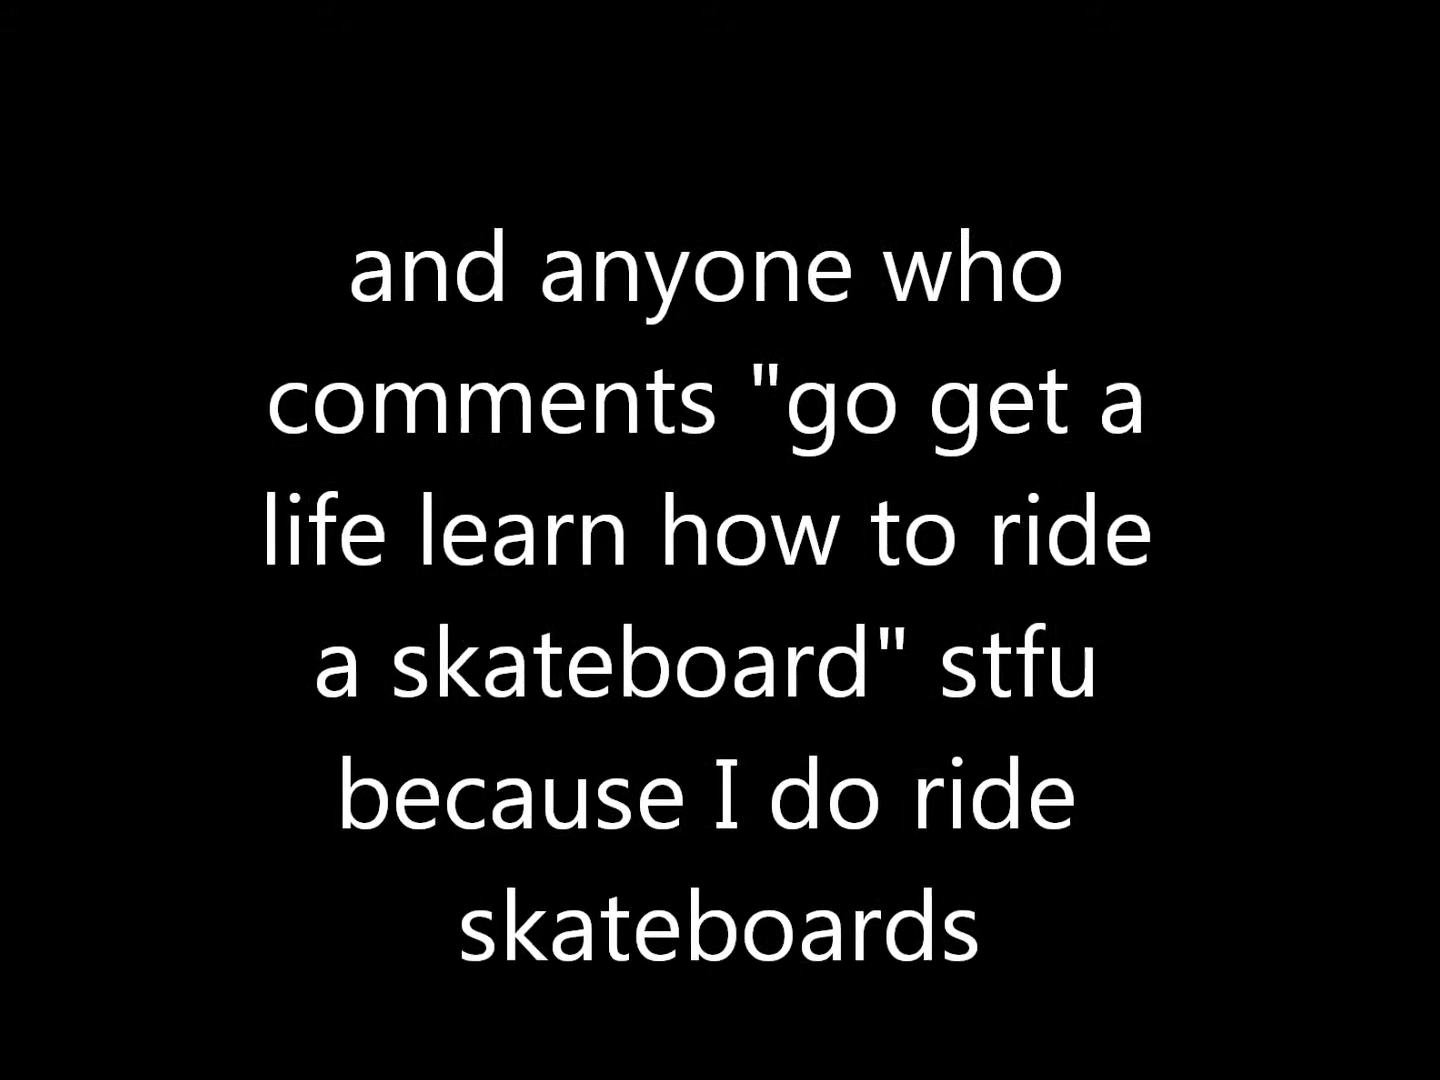 and anyone who
comments "go get a
life learn how to ride
a skateboard" stfu
because I do ride
skateboards